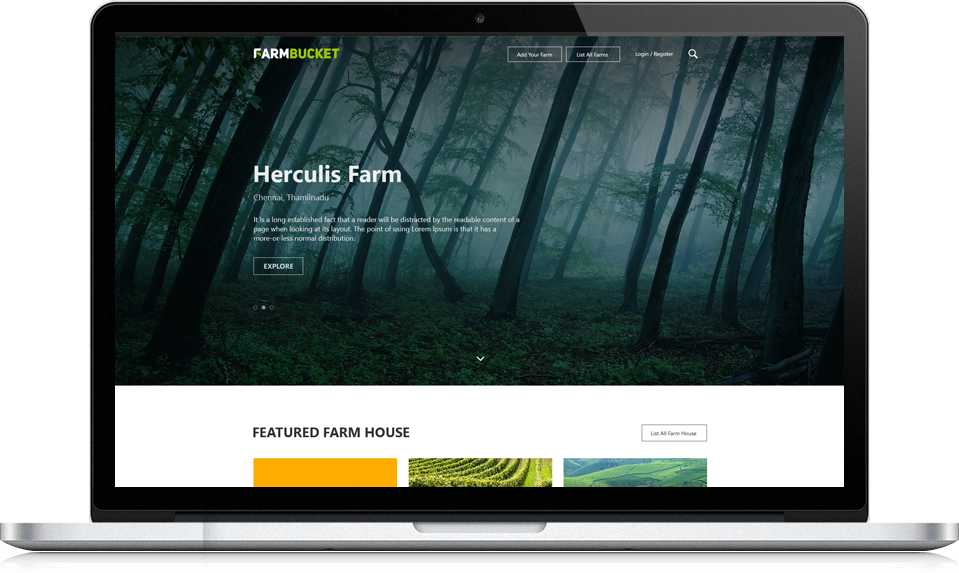 FARMBUCKET
Add Your Farm
List All Farms
Login / Register
Herculis Farm
Chennai, Thamilnadu
It is a long established fact that a reader will be distracted by the readable content of a
page when looking at its layout. The point of using Lorem Ipsum is that it has a
more-or-less normal distribution.
EXPLORE
FEATURED FARM HOUSE
List All Farm House